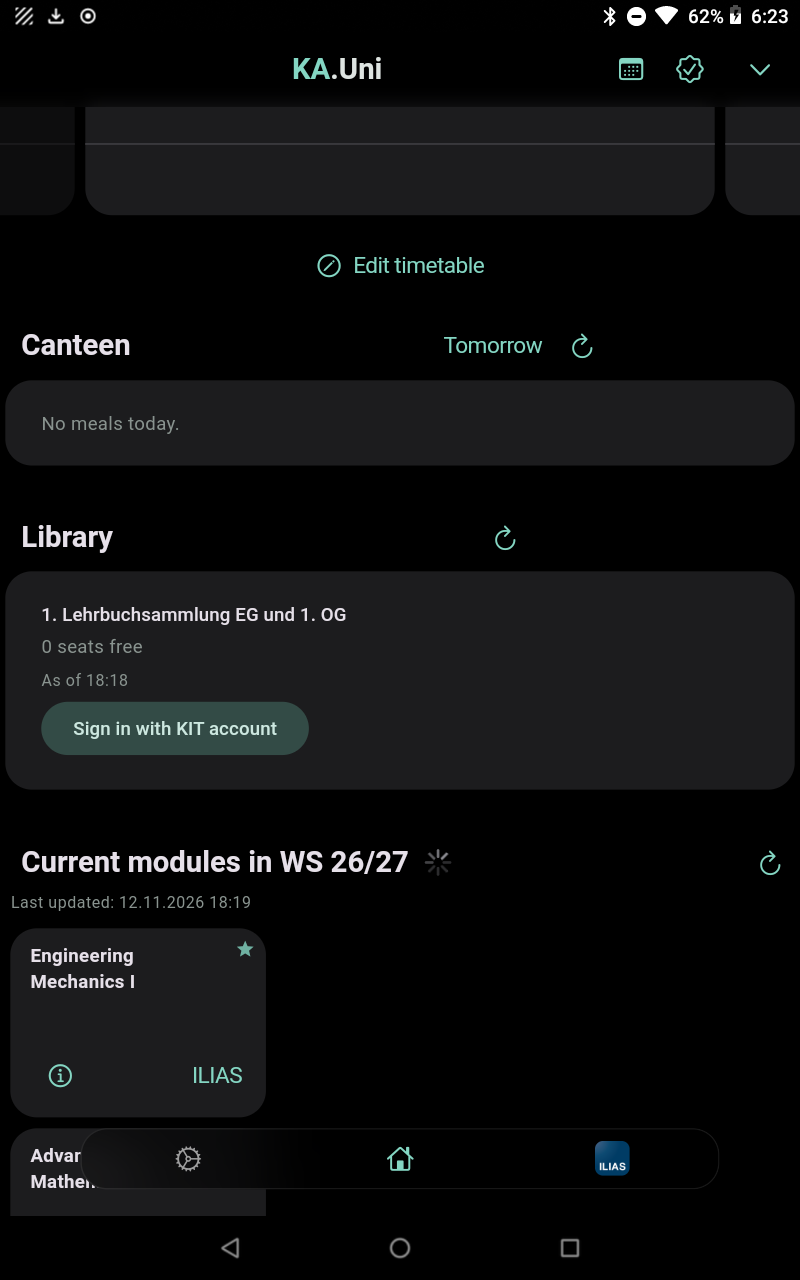 62% 6:23
KA.Uni
Edit timetable
Canteen
Tomorrow
No meals today.
Library
1. Lehrbuchsammlung EG und 1. OG
0 seats free
As of 18:18
Sign in with KIT account
Current modules in WS 26/27
Last updated: 12.11.2026 18:19
Engineering
Mechanics I
ILIAS
Advan
Mathem
ILIAS